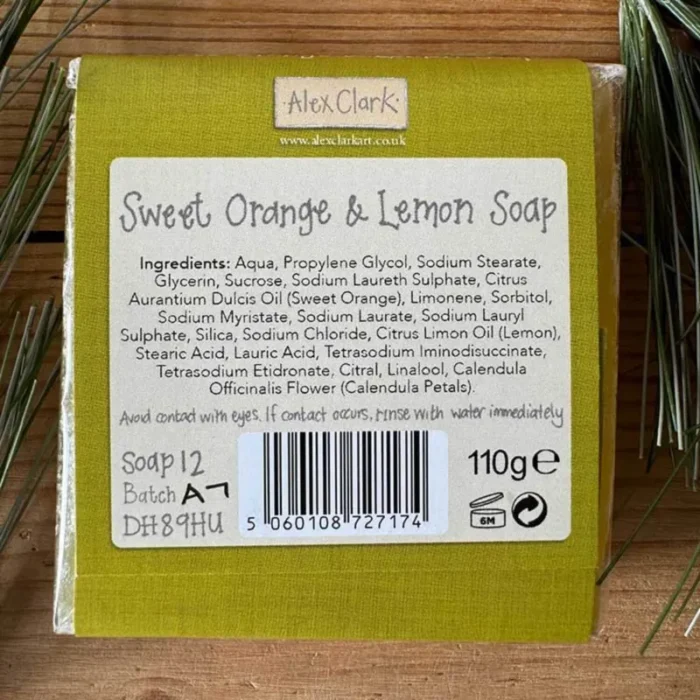 Alex Clark
www.alexclarkart.co.uk
Sweet Orange & Lemon Soap
Ingredients: Aqua, Propylene Glycol, Sodium Stearate,
Glycerin, Sucrose, Sodium Laureth Sulphate, Citrus
Aurantium Dulcis Oil (Sweet Orange), Limonene, Sorbitol,
Sodium Myristate, Sodium Laurate, Sodium Lauryl
Sulphate, Silica, Sodium Chloride, Citrus Limon Oil (Lemon),
Stearic Acid, Lauric Acid, Tetrasodium Iminodisuccinate,
Tetrasodium Etidronate, Citral, Linalool, Calendula
Officinalis Flower (Calendula Petals).
Avoid contact with eyes. If contact occurs, rinse with water immediately
Soap 12
Batch A7
DH89HU
5 060108 727174
110g℮
6M